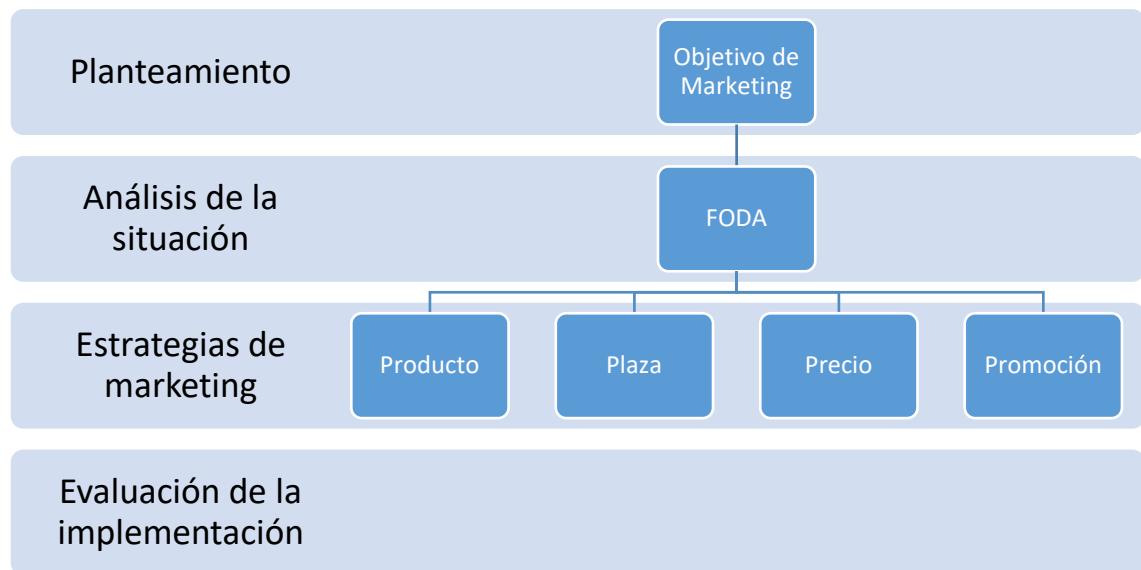 Planteamiento
Objetivo de
Marketing
Análisis de la
situación
FODA
Estrategias de
marketing
Producto
Plaza
Precio
Promoción
Evaluación de la
implementación